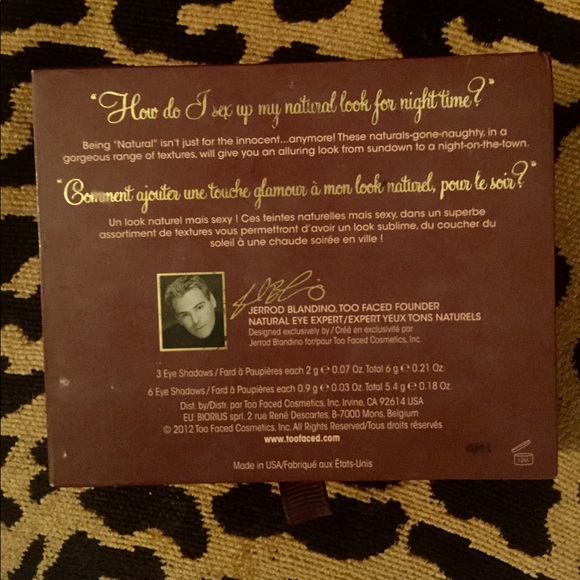 "How do I sex up my natural look for night time?"
Being "Natural" isn't just for the innocent...anymore! These naturals-gone-naughty, in a
gorgeous range of textures, will give you an alluring look from sundown to a night-on-the-town.
"Comment ajouter une touche glamour à mon look naturel, pour le soir?"
Un look naturel mais sexy ! Ces teintes naturelles mais sexy, dans un superbe
assortiment de textures vous permettront d'avoir un look sublime, du coucher du
soleil à une chaude soirée en ville !
JERROD BLANDINO, TOO FACED FOUNDER
NATURAL EYE EXPERT/EXPERT YEUX TONS NATURELS
Designed exclusively by / Créé en exclusivité par
Jerrod Blandino for/pour Too Faced Cosmetics, Inc.
3 Eye Shadows / Fard à Paupières each 2 g ℮ 0.07 Oz. Total 6 g ℮ 0.21 Oz.
6 Eye Shadows / Fard à Paupières each 0.9 g ℮ 0.03 Oz. Total 5.4 g ℮ 0.18 Oz.
Dist. by/Distr. par Too Faced Cosmetics, Inc. Irvine, CA 92614 USA
EU: BIORIUS sprl, 2 rue René Descartes, B-7000 Mons, Belgium
© 2012 Too Faced Cosmetics, Inc. All Rights Reserved/Tous droits réservés
www.toofaced.com
Made in USA/Fabriqué aux États-Unis
12M